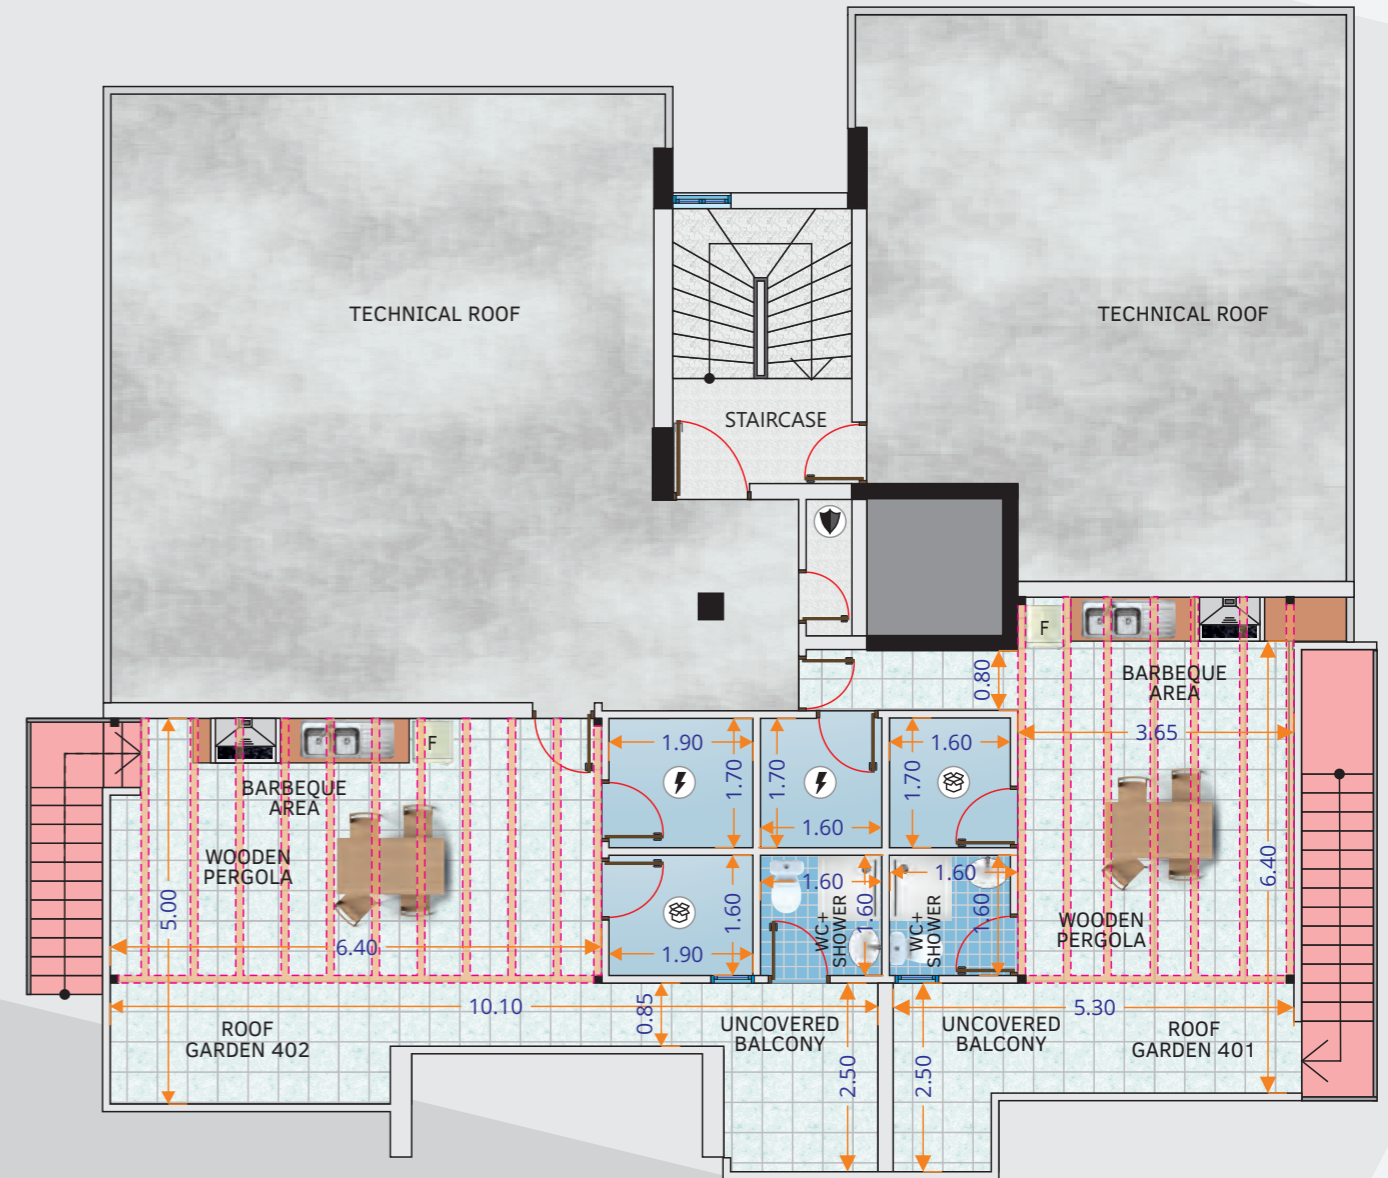 TECHNICAL ROOF
TECHNICAL ROOF
STAIRCASE
F
0.80
BARBEQUE
AREA
3.65
F
1.90
1.70
1.70
1.60
1.70
1.60
BARBEQUE
AREA
WOODEN
PERGOLA
5.00
6.40
1.60
1.90
1.60
WC+
SHOWER
1.60
1.60
WC+
SHOWER
1.60
6.40
WOODEN
PERGOLA
10.10
0.85
5.30
ROOF
GARDEN 402
UNCOVERED
BALCONY
UNCOVERED
BALCONY
ROOF
GARDEN 401
2.50
2.50